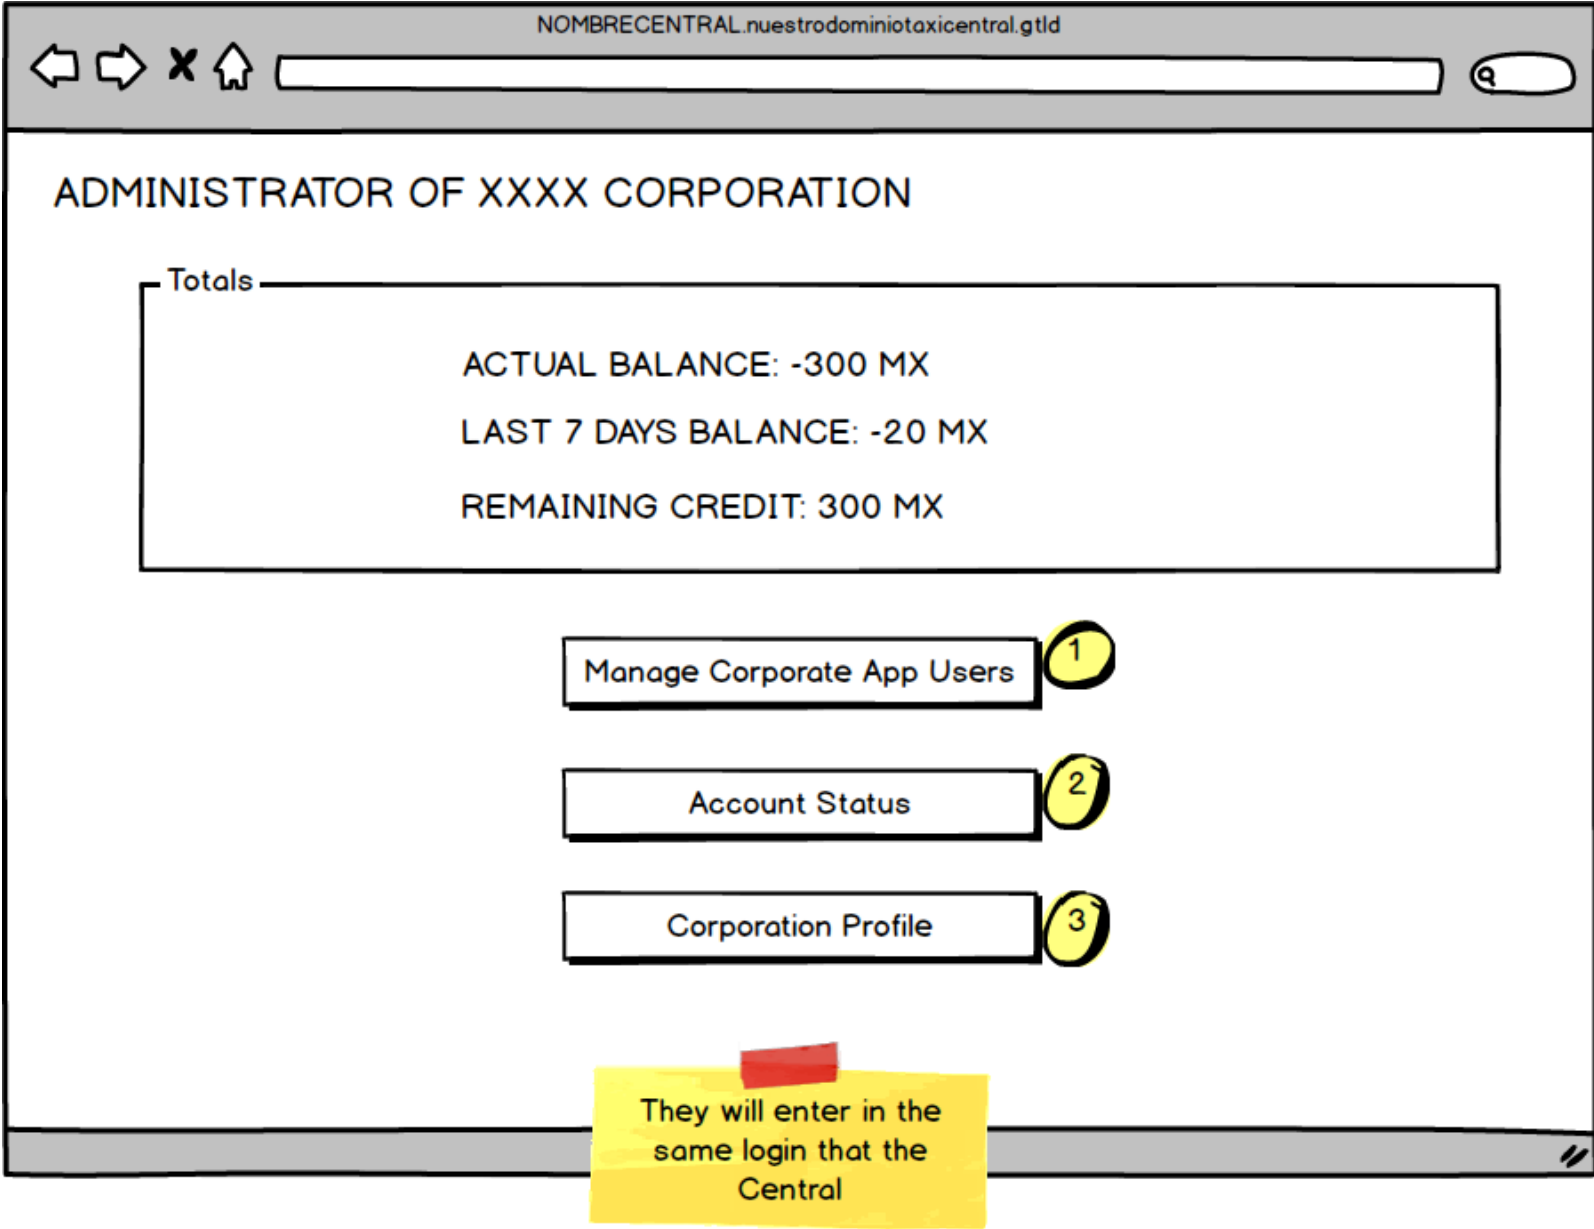 NOMBRECENTRAL.nuestrodominiotaxicentral.gtld
ADMINISTRATOR OF XXXX CORPORATION
Totals
ACTUAL BALANCE: -300 MX
LAST 7 DAYS BALANCE: -20 MX
REMAINING CREDIT: 300 MX
Manage Corporate App Users
1
Account Status
2
Corporation Profile
3
They will enter in the
same login that the
Central